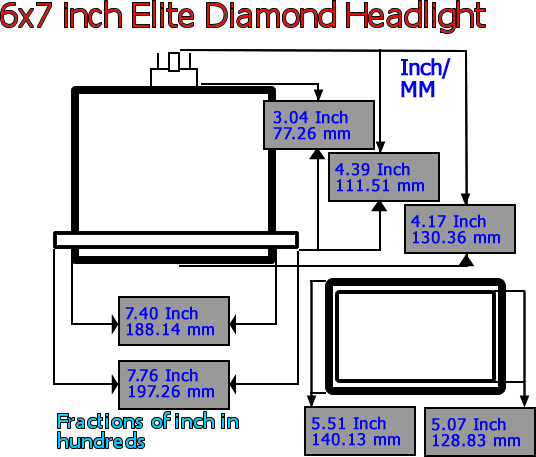 6x7 inch Elite Diamond Headlight
Inch/
MM
3.04 Inch
77.26 mm
4.39 Inch
111.51 mm
4.17 Inch
130.36 mm
7.40 Inch
188.14 mm
7.76 Inch
197.26 mm
Fractions of inch in
hundreds
5.51 Inch
140.13 mm
5.07 Inch
128.83 mm